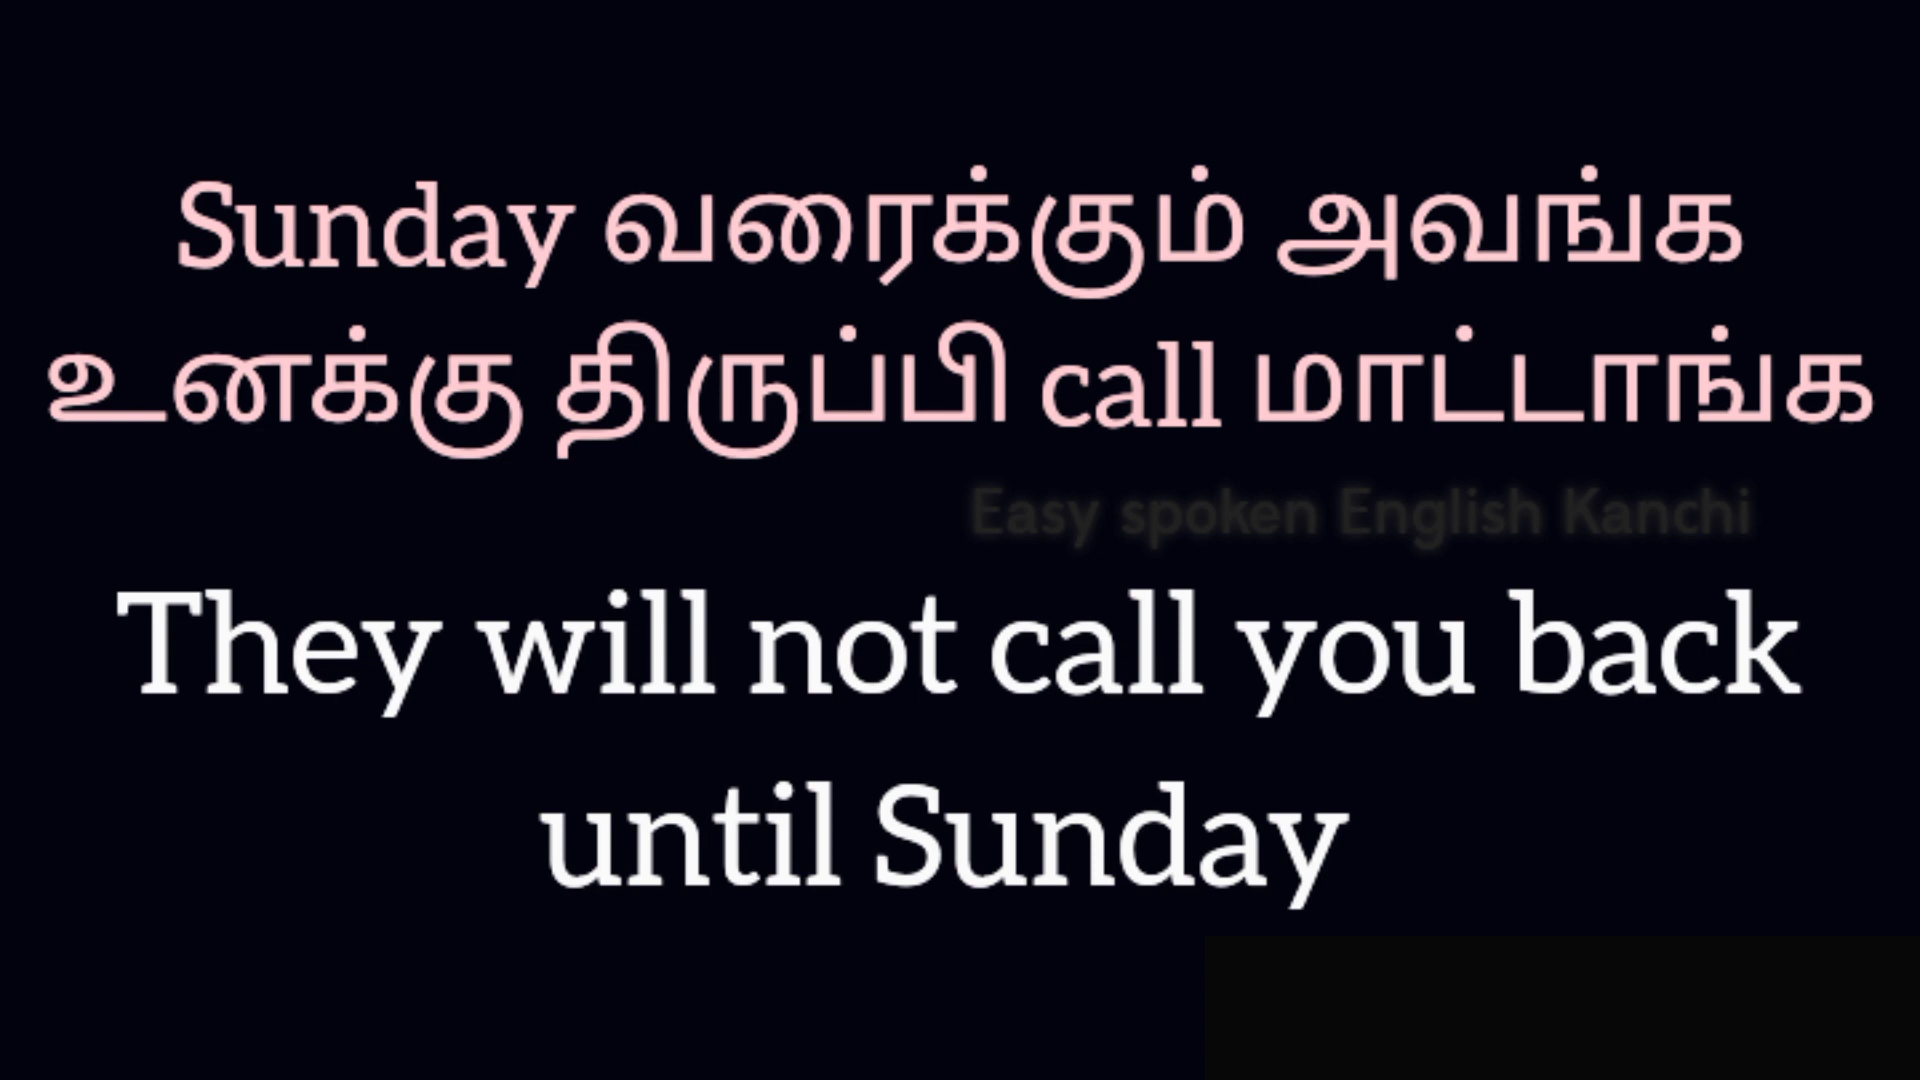 Sunday வரைக்கும் அவங்க
உனக்கு திருப்பி call மாட்டாங்க
Easy spoken English Kanchi
They will not call you back
until Sunday